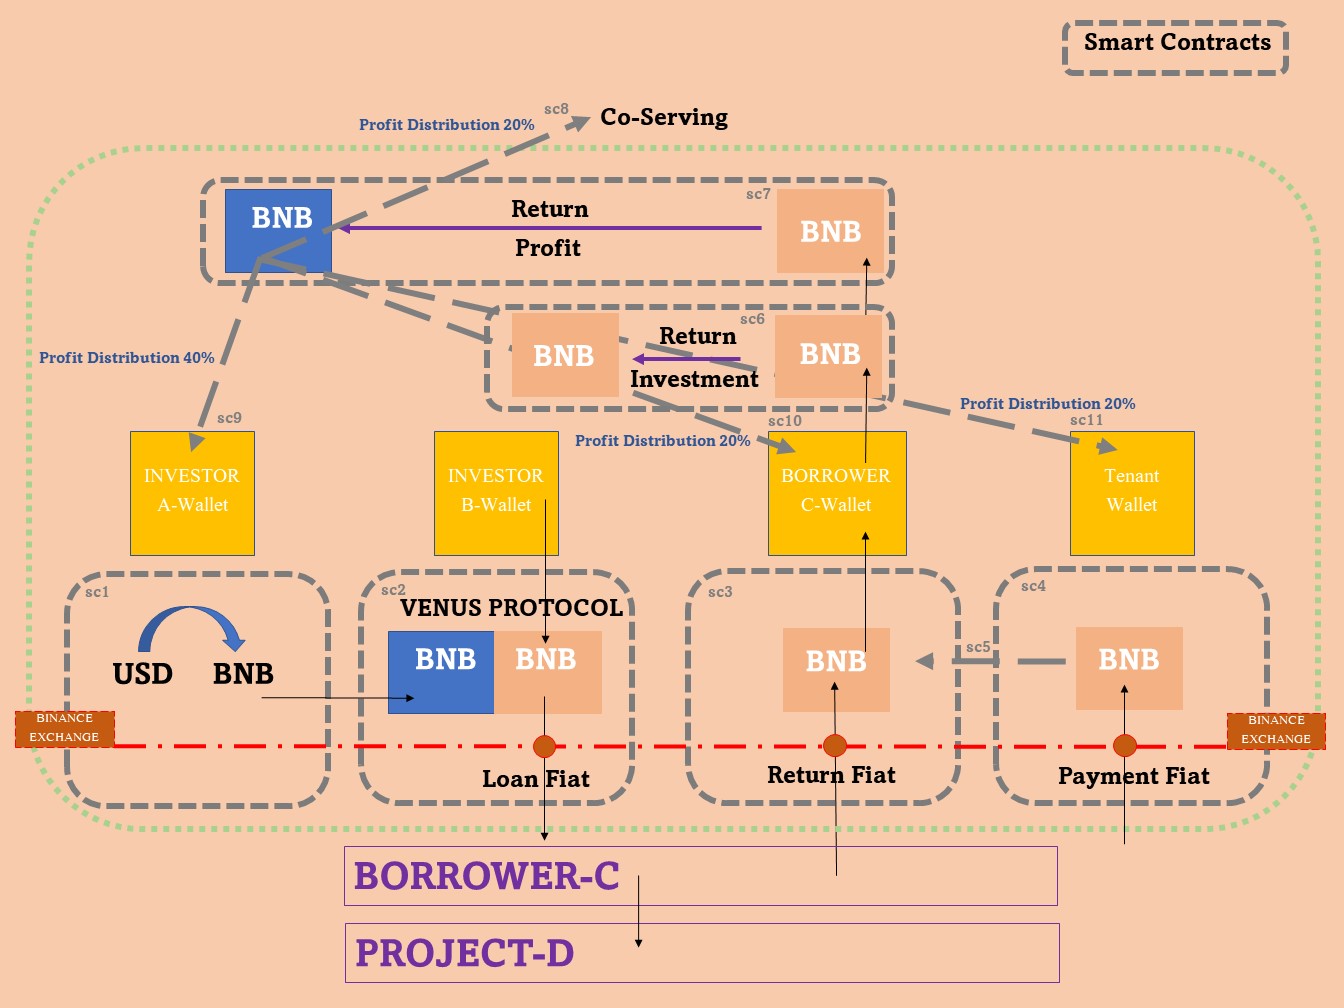 Smart Contracts
sc8
Co-Serving
Profit Distribution 20%
sc7
BNB
Return
Profit
BNB
sc6
BNB
Return
Investment
BNB
Profit Distribution 40%
sc9
Profit Distribution 20%
sc10
Profit Distribution 20%
sc11
INVESTOR
A-Wallet
INVESTOR
B-Wallet
BORROWER
C-Wallet
Tenant
Wallet
sc1
USD
BNB
sc2
VENUS PROTOCOL
BNB
BNB
sc3
BNB
sc5
sc4
BNB
BINANCE
EXCHANGE
BINANCE
EXCHANGE
Loan Fiat
Return Fiat
Payment Fiat
BORROWER-C
PROJECT-D